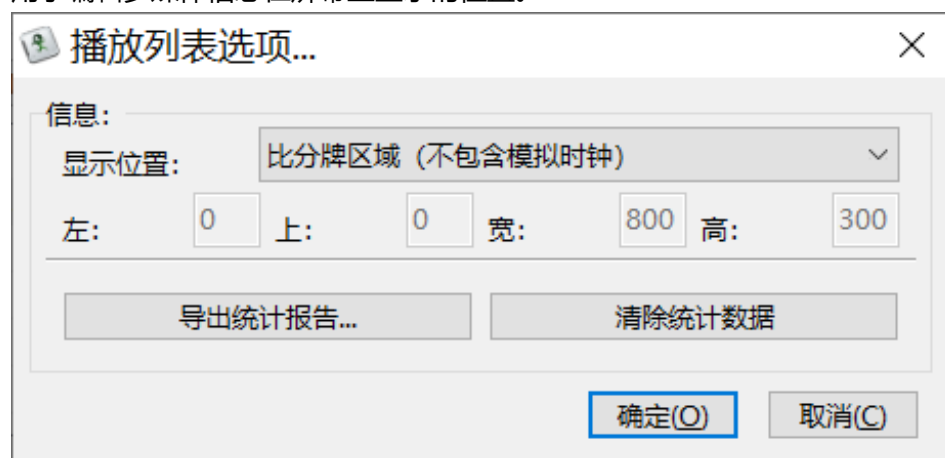 播放列表选项...
信息:
显示位置: 比分牌区域（不包含模拟时钟）
左: 0 上: 0 宽: 800 高: 300
导出统计报告... 清除统计数据
确定(O) 取消(C)